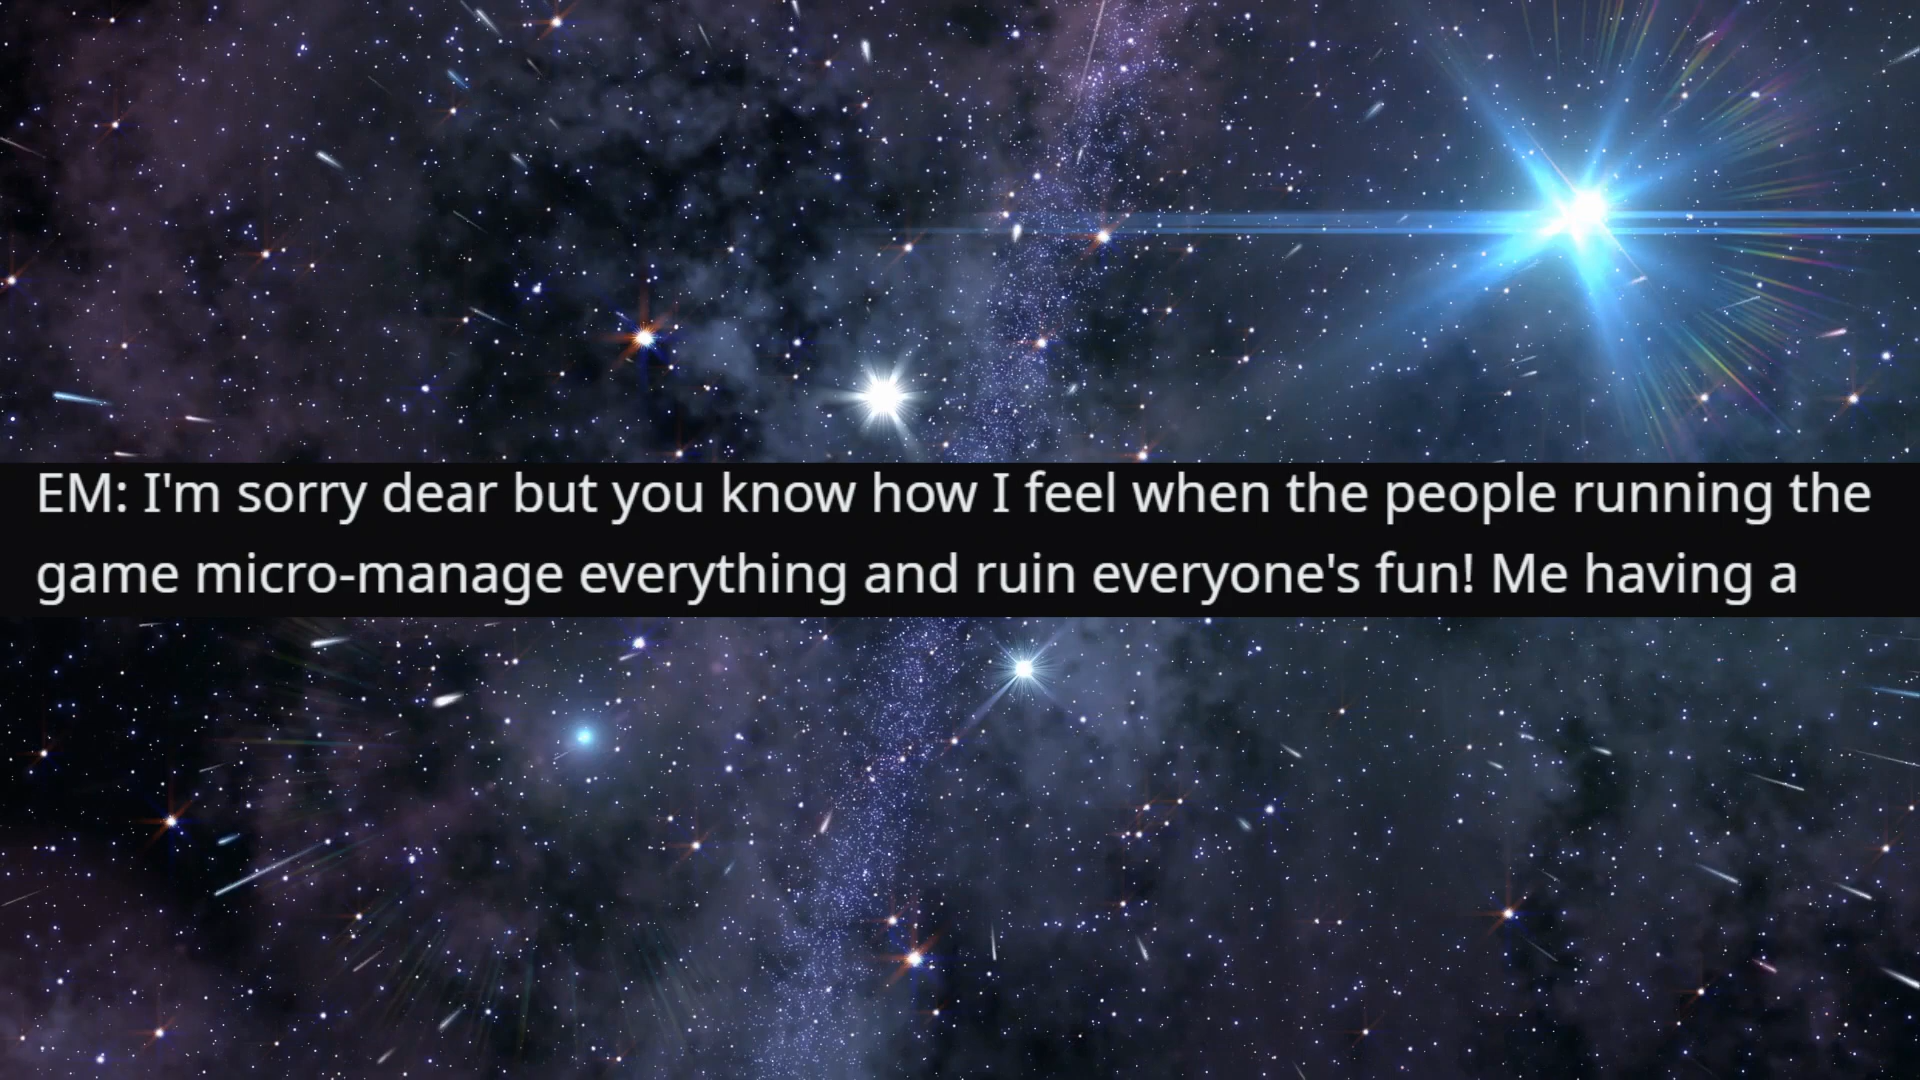 EM: I'm sorry dear but you know how I feel when the people running the
game micro-manage everything and ruin everyone's fun! Me having a